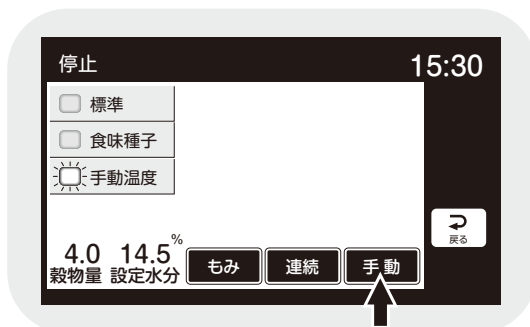 停止 15:30
標準
食味種子
手動温度
戻る
4.0 14.5%
穀物量 設定水分
もみ 連続 手動